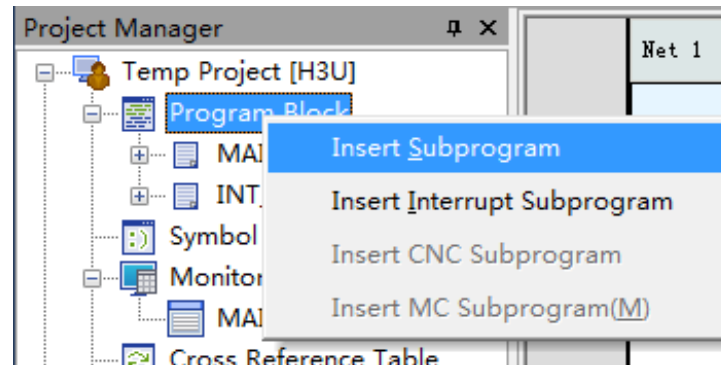 Project Manager
Net 1
Temp Project [H3U]
Program Block
Insert Subprogram
Insert Interrupt Subprogram
Insert CNC Subprogram
Insert MC Subprogram(M)
MAI
INT_
Symbol
Monitor
MAI
Cross Reference Table